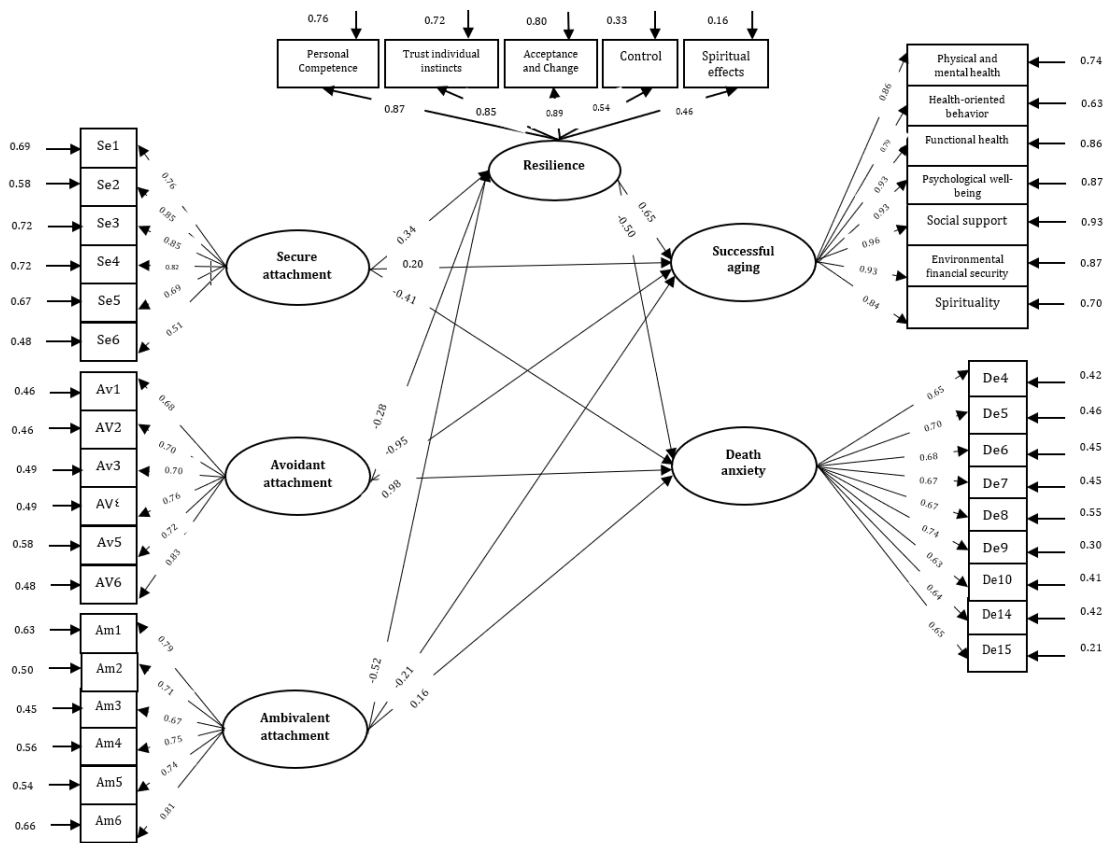 0.76
0.72
0.80
0.33
0.16
Personal
Competence
Trust individual
instincts
Acceptance
and Change
Control
Spiritual
effects
0.87
0.85
0.89
0.54
0.46
Resilience
0.69
Se1
0.76
0.58
Se2
0.85
0.72
Se3
0.85
0.72
Se4
0.82
0.67
Se5
0.69
0.48
Se6
0.51
Secure
attachment
0.34
0.20
-0.41
0.65
-0.50
Successful
aging
0.86
Physical and
mental health
0.74
0.79
Health-oriented
behavior
0.63
0.93
Functional health
0.86
0.93
Psychological well-
being
0.87
0.96
Social support
0.93
0.93
Environmental
financial security
0.87
0.84
Spirituality
0.70
0.46
Av1
0.68
0.46
AV2
0.70
0.49
Av3
0.70
0.49
AV٤
0.76
0.58
Av5
0.72
0.48
AV6
0.83
Avoidant
attachment
-0.28
-0.95
0.98
Death
anxiety
0.65
De4
0.42
0.70
De5
0.46
0.68
De6
0.45
0.67
De7
0.45
0.67
De8
0.55
0.74
De9
0.30
0.63
De10
0.41
0.64
De14
0.42
0.65
De15
0.21
0.63
Am1
0.79
0.50
Am2
0.71
0.45
Am3
0.67
0.56
Am4
0.75
0.54
Am5
0.74
0.66
Am6
0.81
Ambivalent
attachment
-0.52
-0.21
0.16